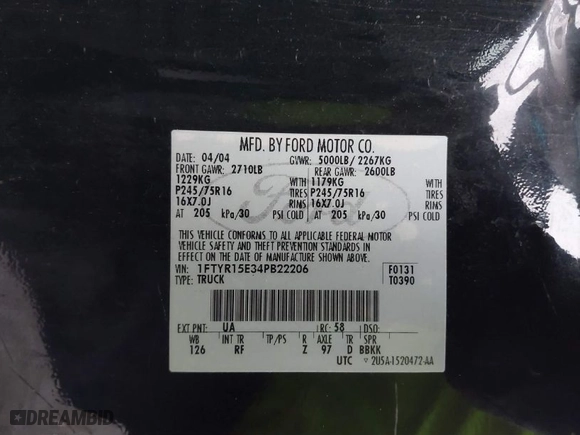 MFD. BY FORD MOTOR CO.
DATE: 04/04 GVWR: 5000LB/ 2267KG
FRONT GAWR: 2710LB REAR GAWR: 2600LB
1229KG WITH 1179KG WITH
P245/75R16 TIRES P245/75R16 TIRES
16X7.0J RIMS 16X7.0J RIMS
AT 205 kPa/30 PSI COLD AT 205 kPa/30 PSI COLD
Ford
THIS VEHICLE CONFORMS TO ALL APPLICABLE FEDERAL MOTOR
VEHICLE SAFETY AND THEFT PREVENTION STANDARDS IN
EFFECT ON THE DATE OF MANUFACTURE SHOWN ABOVE.
VIN: 1FTYR15E34PB22206 F0131
TYPE: TRUCK T0390
EXT PNT: UA RC: 58 DSO:
WB INT TR TP/PS R AXLE TR SPR
126 RF Z 97 D BBKK
UTC 2U5A-1520472-AA
DREAMBID